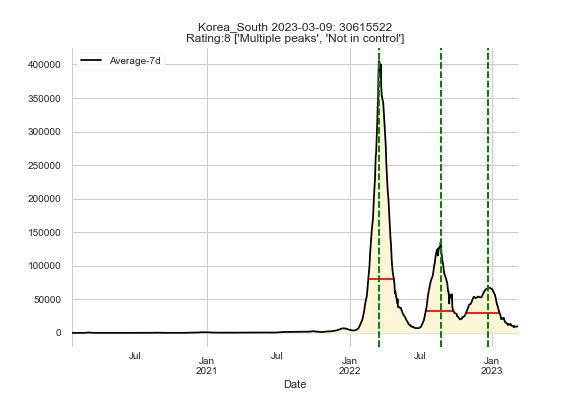 Korea_South 2023-03-09: 30615522
Rating:8 ['Multiple peaks', 'Not in control']
Average-7d
400000
350000
300000
250000
200000
150000
100000
50000
0
Jul
Jan
2021
Jul
Jan
2022
Jul
Jan
2023
Date